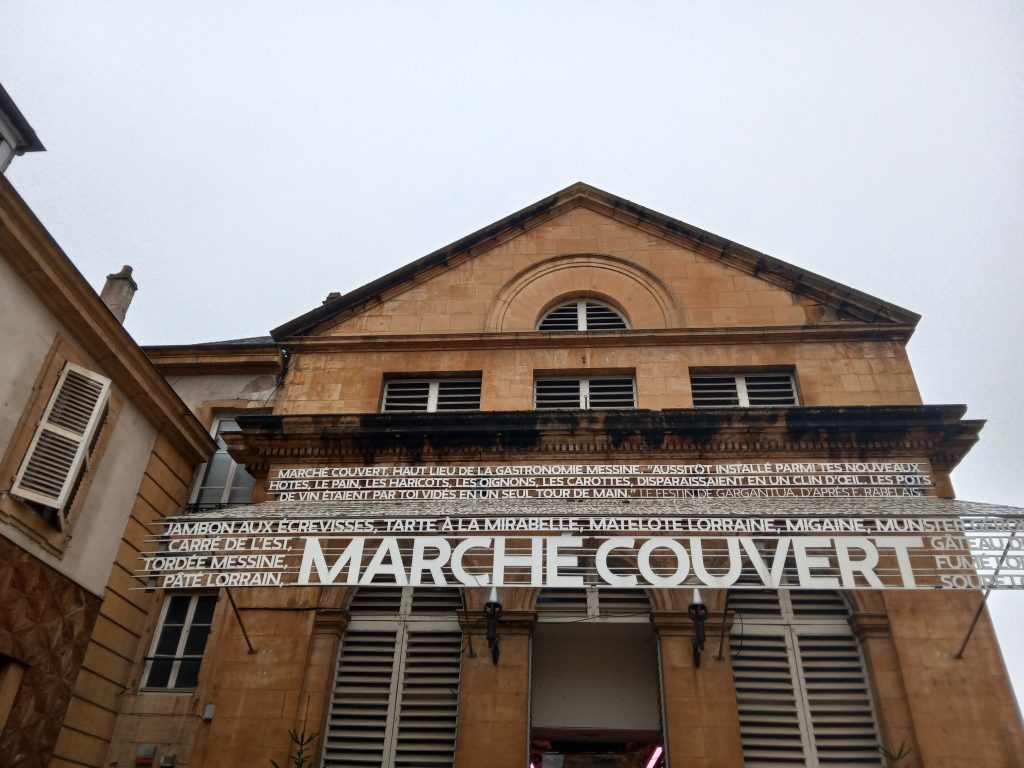 MARCHÉ COUVERT, HAUT LIEU DE LA GASTRONOMIE MESSINE. "AUSSITÔT INSTALLÉ PARMI TES NOUVEAUX
HÔTES, LE PAIN, LES HARICOTS, LES OIGNONS, LES CAROTTES, DISPARAISSENT EN UN CLIN D'ŒIL, LES POTS
DE VIN ÉTAIENT PAR TOI VIDÉS EN UN SEUL TOUR DE MAIN." LE FESTIN DE GARGANTUA, D'APRÈS F. RABELAIS
JAMBON AUX ÉCREVISSES, TARTE À LA MIRABELLE, MATELOTE LORRAINE, MIGAINE, MUNSTER
CARRÉ DE L'EST,
TORDÉE MESSINE,
PÂTÉ LORRAIN,
MARCHÉ COUVERT
GÂTEAU